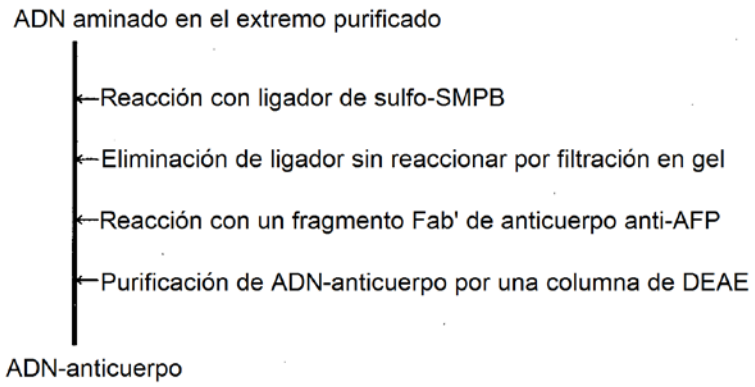 ADN aminado en el extremo purificado
Reacción con ligador de sulfo-SMPB
Eliminación de ligador sin reaccionar por filtración en gel
Reacción con un fragmento Fab' de anticuerpo anti-AFP
Purificación de ADN-anticuerpo por una columna de DEAE
ADN-anticuerpo